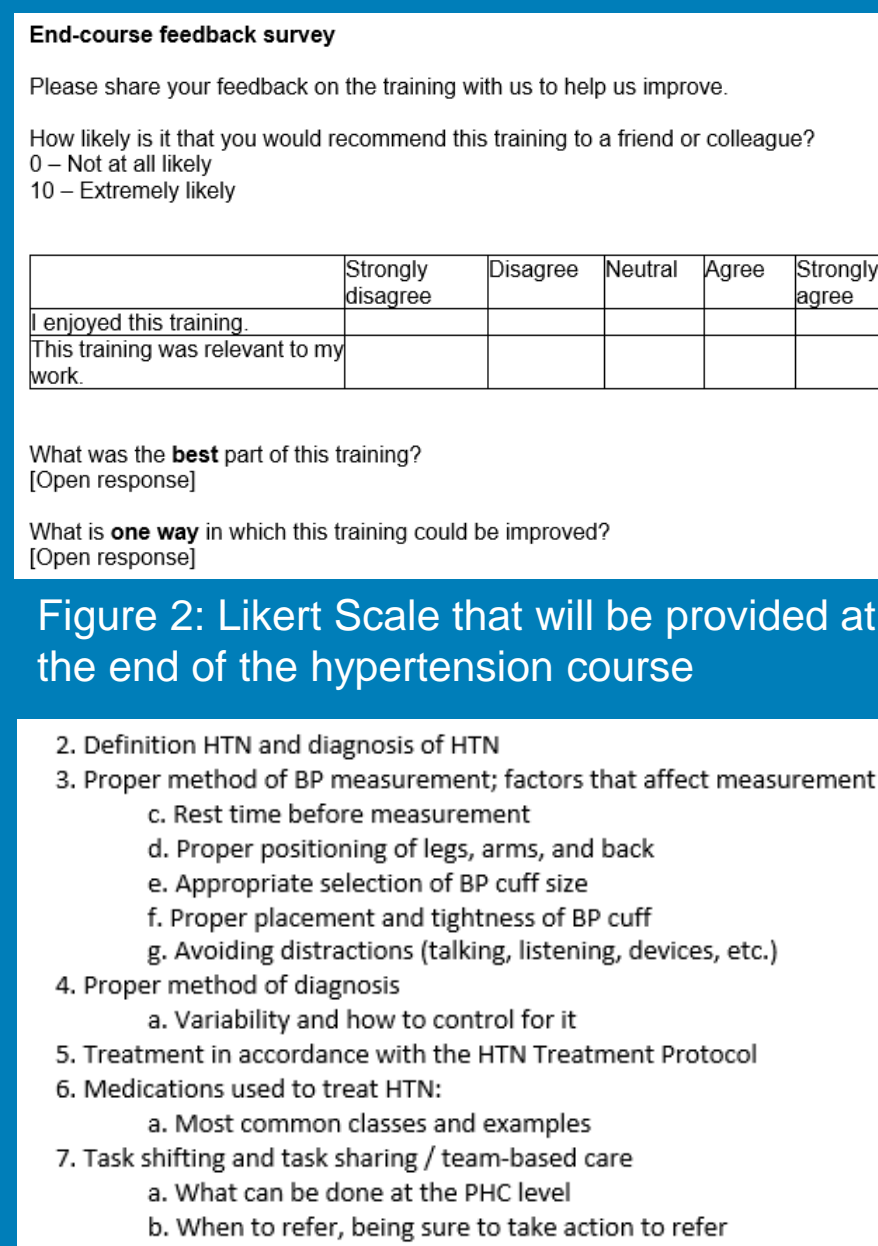 End-course feedback survey
Please share your feedback on the training with us to help us improve.
How likely is it that you would recommend this training to a friend or colleague?
0 – Not at all likely
10 – Extremely likely
Strongly disagree Disagree Neutral Agree Strongly agree
I enjoyed this training.
This training was relevant to my
work.
What was the best part of this training?
[Open response]
What is one way in which this training could be improved?
[Open response]
Figure 2: Likert Scale that will be provided at
the end of the hypertension course
2. Definition HTN and diagnosis of HTN
3. Proper method of BP measurement; factors that affect measurement
c. Rest time before measurement
d. Proper positioning of legs, arms, and back
e. Appropriate selection of BP cuff size
f. Proper placement and tightness of BP cuff
g. Avoiding distractions (talking, listening, devices, etc.)
4. Proper method of diagnosis
a. Variability and how to control for it
5. Treatment in accordance with the HTN Treatment Protocol
6. Medications used to treat HTN:
a. Most common classes and examples
7. Task shifting and task sharing / team-based care
a. What can be done at the PHC level
b. When to refer, being sure to take action to refer